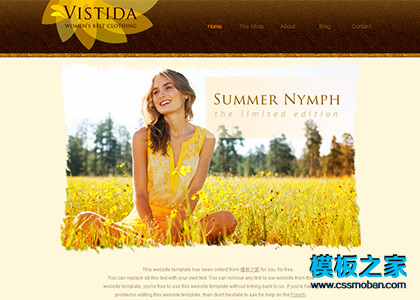 VISTIDA
WOMEN'S BEST CLOTHING
Home The Shop About Blog Contact
SUMMER NYMPH
the limited edition
This website template has been collect from 模板之家 for you, for free.
You can replace all this text with your own text. You can remove any link to our website from this
website template, you're free to use this website template without linking back to us. If you're hav
problems editing this website template, then don't hesitate to ask for help on the Forum.
模板之家
www.cssmoban.com